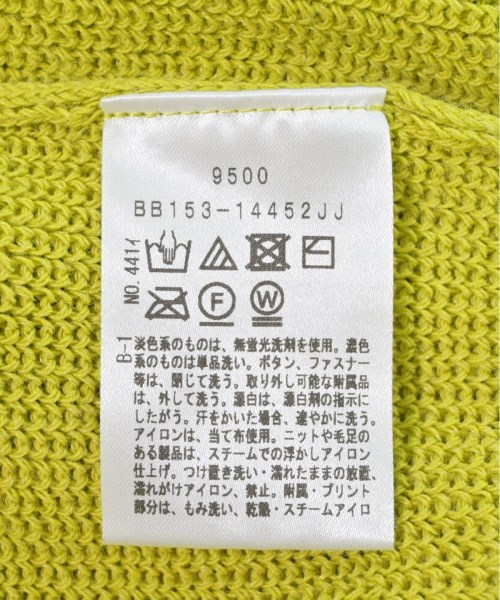 9500
BB153-14452JJ
NO.441イ
F W
B-1
淡色系のものは、無蛍光洗剤を使用。濃色
系のものは単品洗い。ボタン、ファスナー
等は、閉じて洗う。取り外し可能な附属品
は、外して洗う。漂白は、漂白剤の指示に
したがう。汗をかいた場合、速やかに洗う。
アイロンは、当て布使用。ニットや毛足の
ある製品は、スチームでの浮かしアイロン
仕上げ。つけ置き洗い・濡れたままの放置、
濡れがけアイロン、禁止。附属・プリント
部分は、もみ洗い、乾熱・スチームアイロ